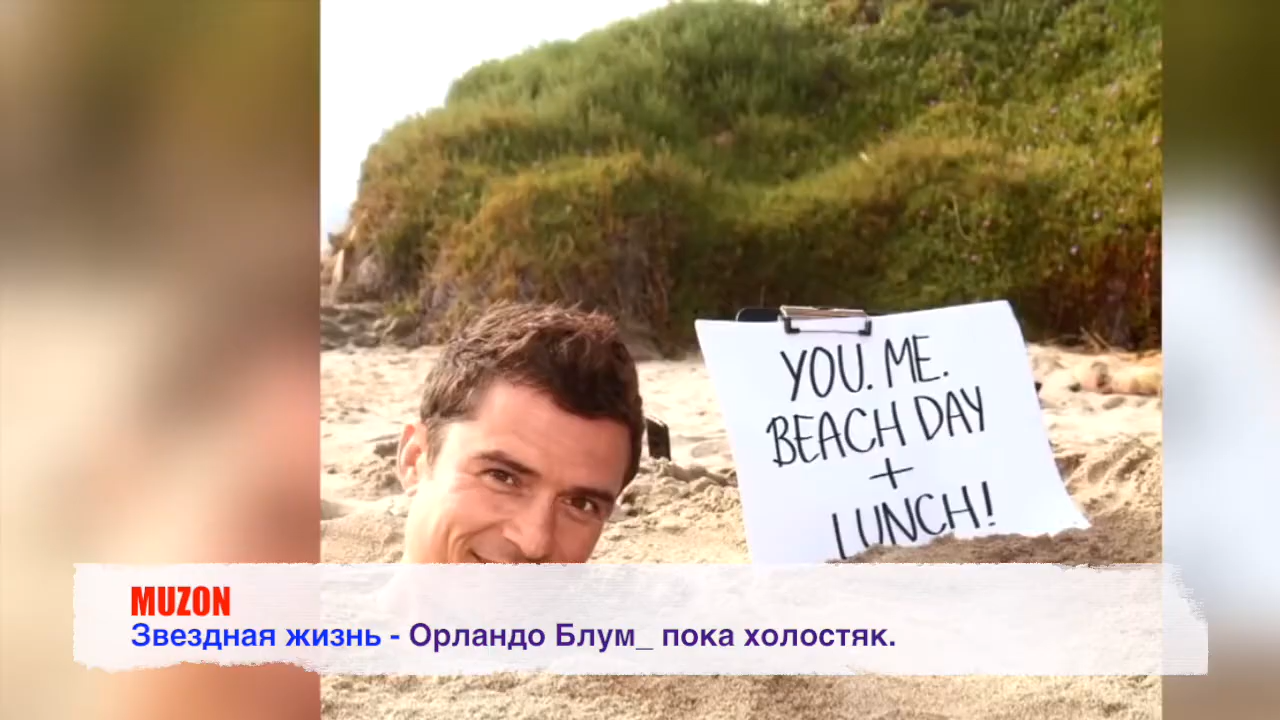 YOU. ME.
BEACH DAY
+
LUNCH!
MUZON
Звездная жизнь - Орландо Блум_ пока холостяк.